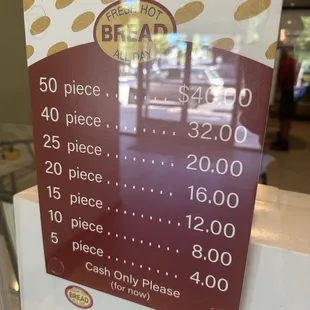 FRESH HOT
BREAD
ALL DAY
50 piece ....... $40.00
40 piece ......... 32.00
25 piece ......... 20.00
20 piece ......... 16.00
15 piece ......... 12.00
10 piece ......... 8.00
5 piece ......... 4.00
Cash Only Please
(for now)
BREAD